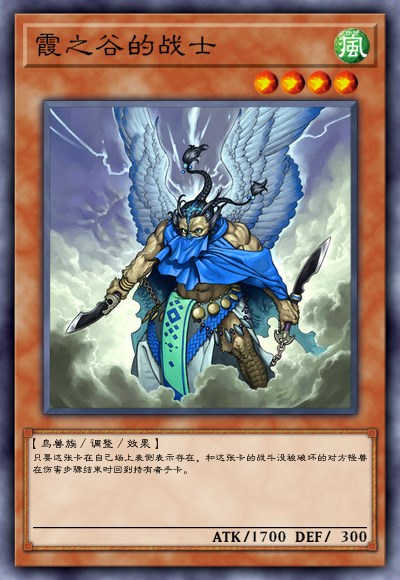 霞之谷的战士
風
【鸟兽族／调整／效果】
只要这张卡在自己场上表侧表示存在，和这张卡的战斗没被破坏的对方怪兽
在伤害步骤结束时回到持有者手卡。
ATK/1700 DEF/ 300